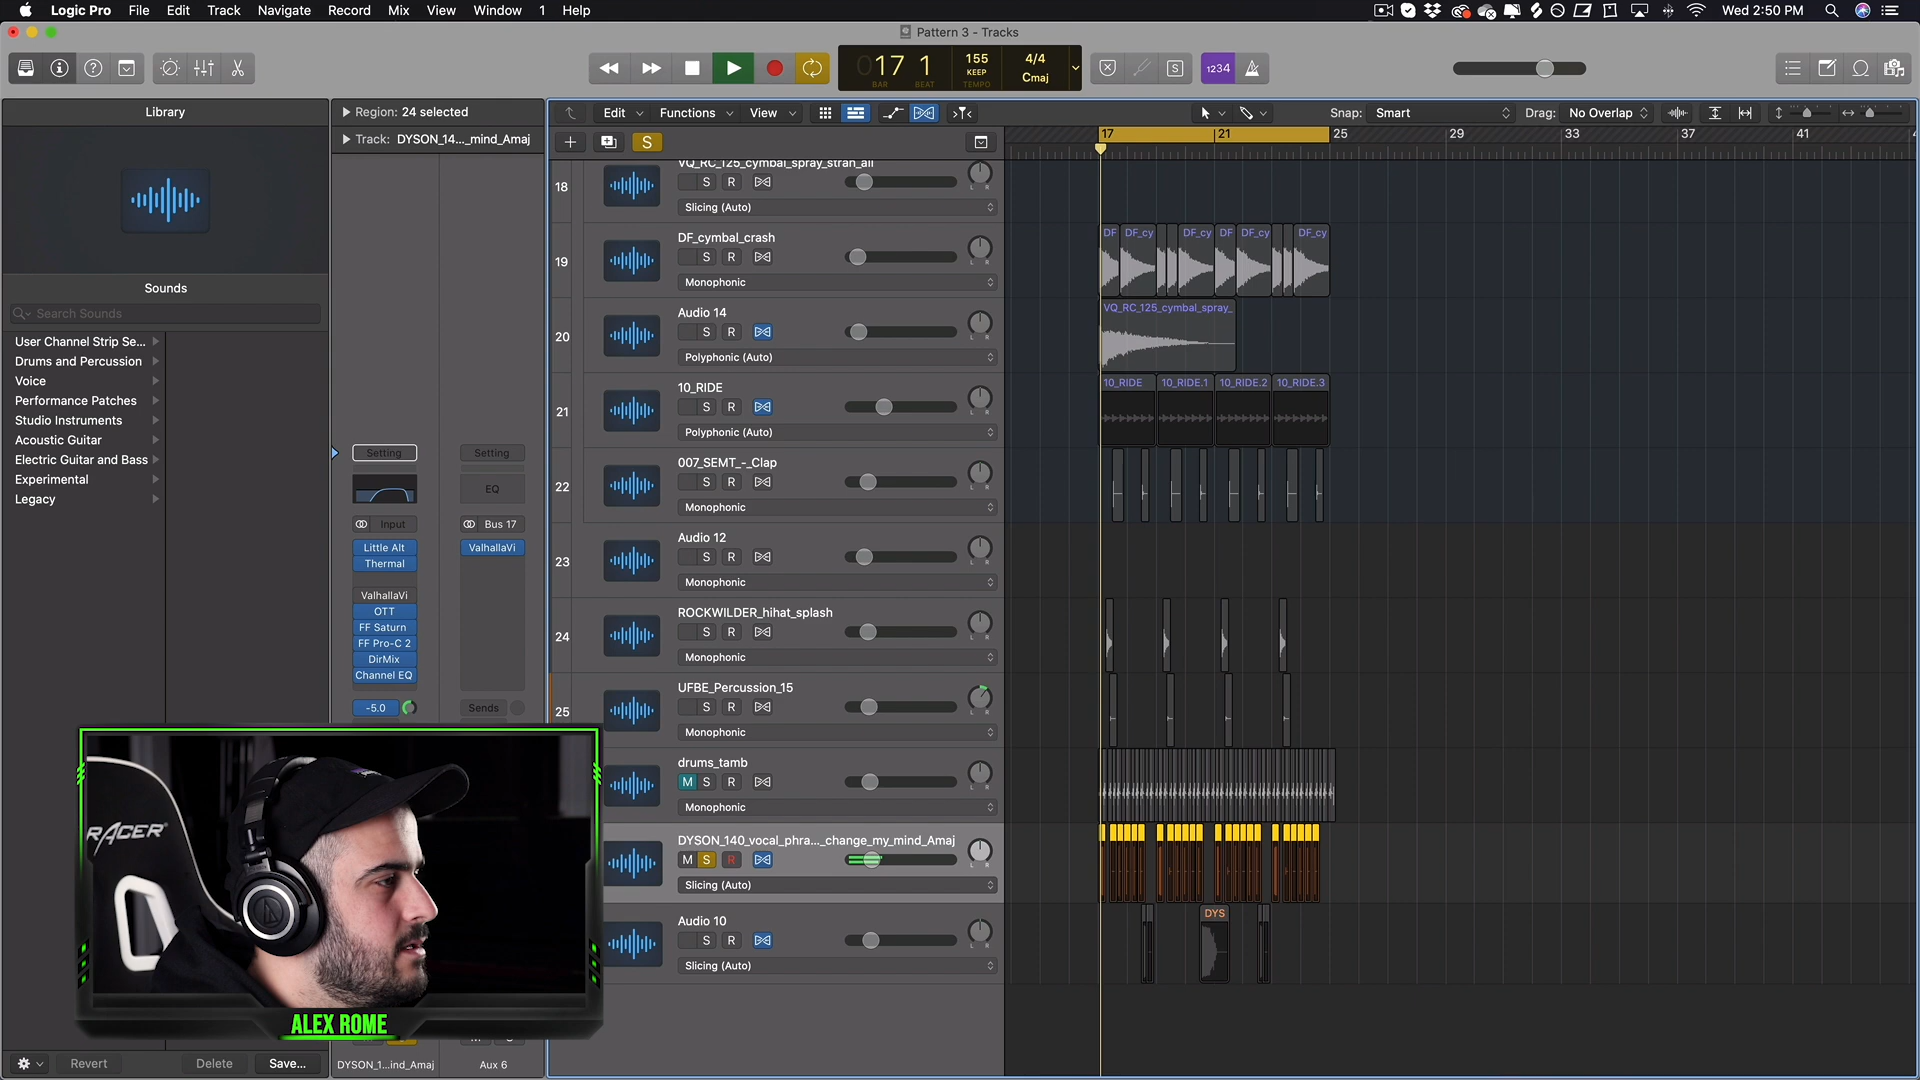 Logic Pro File Edit Track Navigate Record Mix View Window 1 Help
Wed 2:50 PM
Pattern 3 - Tracks
17 1
BAR BEAT
155
KEEP
TEMPO
4/4
Cmaj
S
1234
Library
Sounds
Search Sounds
User Channel Strip Se...
Drums and Percussion
Voice
Performance Patches
Studio Instruments
Acoustic Guitar
Electric Guitar and Bass
Experimental
Legacy
Revert
Delete
Save...
Region: 24 selected
Track: DYSON_14..._mind_Amaj
Setting
Input
Little Alt
Thermal
ValhallaVi
OTT
FF Saturn
FF Pro-C 2
DirMix
Channel EQ
-5.0
DYSON_1...ind_Amaj
Setting
EQ
Bus 17
ValhallaVi
Sends
Aux 6
Edit Functions View
Snap: Smart
Drag: No Overlap
S
17 21 25 29 33 37 41
18
VQ_RC_125_cymbal_spray_stran_all
S R
L R
Slicing (Auto)
19
DF_cymbal_crash
S R
L R
Monophonic
DF DF_cy DF_cy DF DF_cy DF_cy
20
Audio 14
S R
L R
Polyphonic (Auto)
VQ_RC_125_cymbal_spray_
21
10_RIDE
S R
L R
Polyphonic (Auto)
10_RIDE 10_RIDE.1 10_RIDE.2 10_RIDE.3
22
007_SEMT_-_Clap
S R
L R
Monophonic
23
Audio 12
S R
L R
Monophonic
24
ROCKWILDER_hihat_splash
S R
L R
Monophonic
25
UFBE_Percussion_15
S R
L R
Monophonic
drums_tamb
M S R
L R
Monophonic
DYSON_140_vocal_phra..._change_my_mind_Amaj
M S R
L R
Slicing (Auto)
Audio 10
S R
L R
Slicing (Auto)
DYS
RACER
ALEX ROME